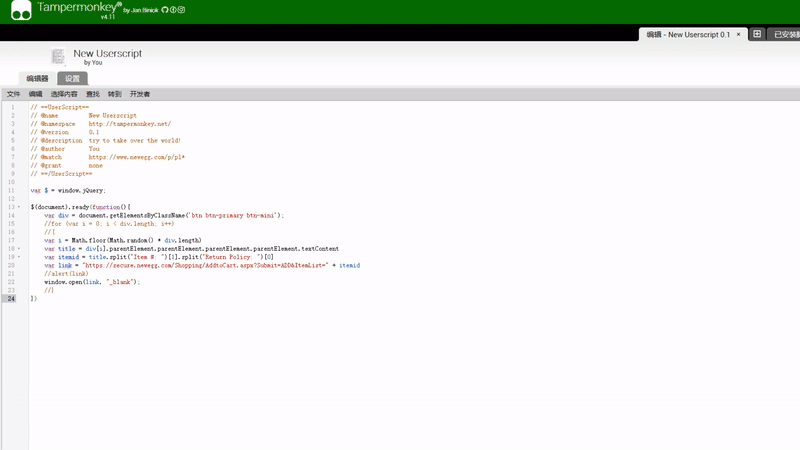 Tampermonkey®
v4.11
by Jan Biniok
编辑 - New Userscript 0.1 ×
已安装脚
New Userscript
by You
编辑器 设置
文件 编辑 选择内容 查找 转到 开发者
1 // ==UserScript==
2 // @name New Userscript
3 // @namespace http://tampermonkey.net/
4 // @version 0.1
5 // @description try to take over the world!
6 // @author You
7 // @match https://www.newegg.com/p/pl*
8 // @grant none
9 // ==/UserScript==
10
11 var $ = window.jQuery;
12
13 $(document).ready(function(){
14 var div = document.getElementsByClassName('btn btn-primary btn-mini');
15 //for (var i = 0; i < div.length; i++)
16 //{
17 var i = Math.floor(Math.random() * div.length)
18 var title = div[i].parentElement.parentElement.parentElement.parentElement.textContent
19 var itemid = title.split("Item #: ")[1].split("Return Policy: ")[0]
20 var link = "https://secure.newegg.com/Shopping/AddtoCart.aspx?Submit=ADD&ItemList=" + itemid
21 //alert(link)
22 window.open(link, "_blank");
23 //}
24 })